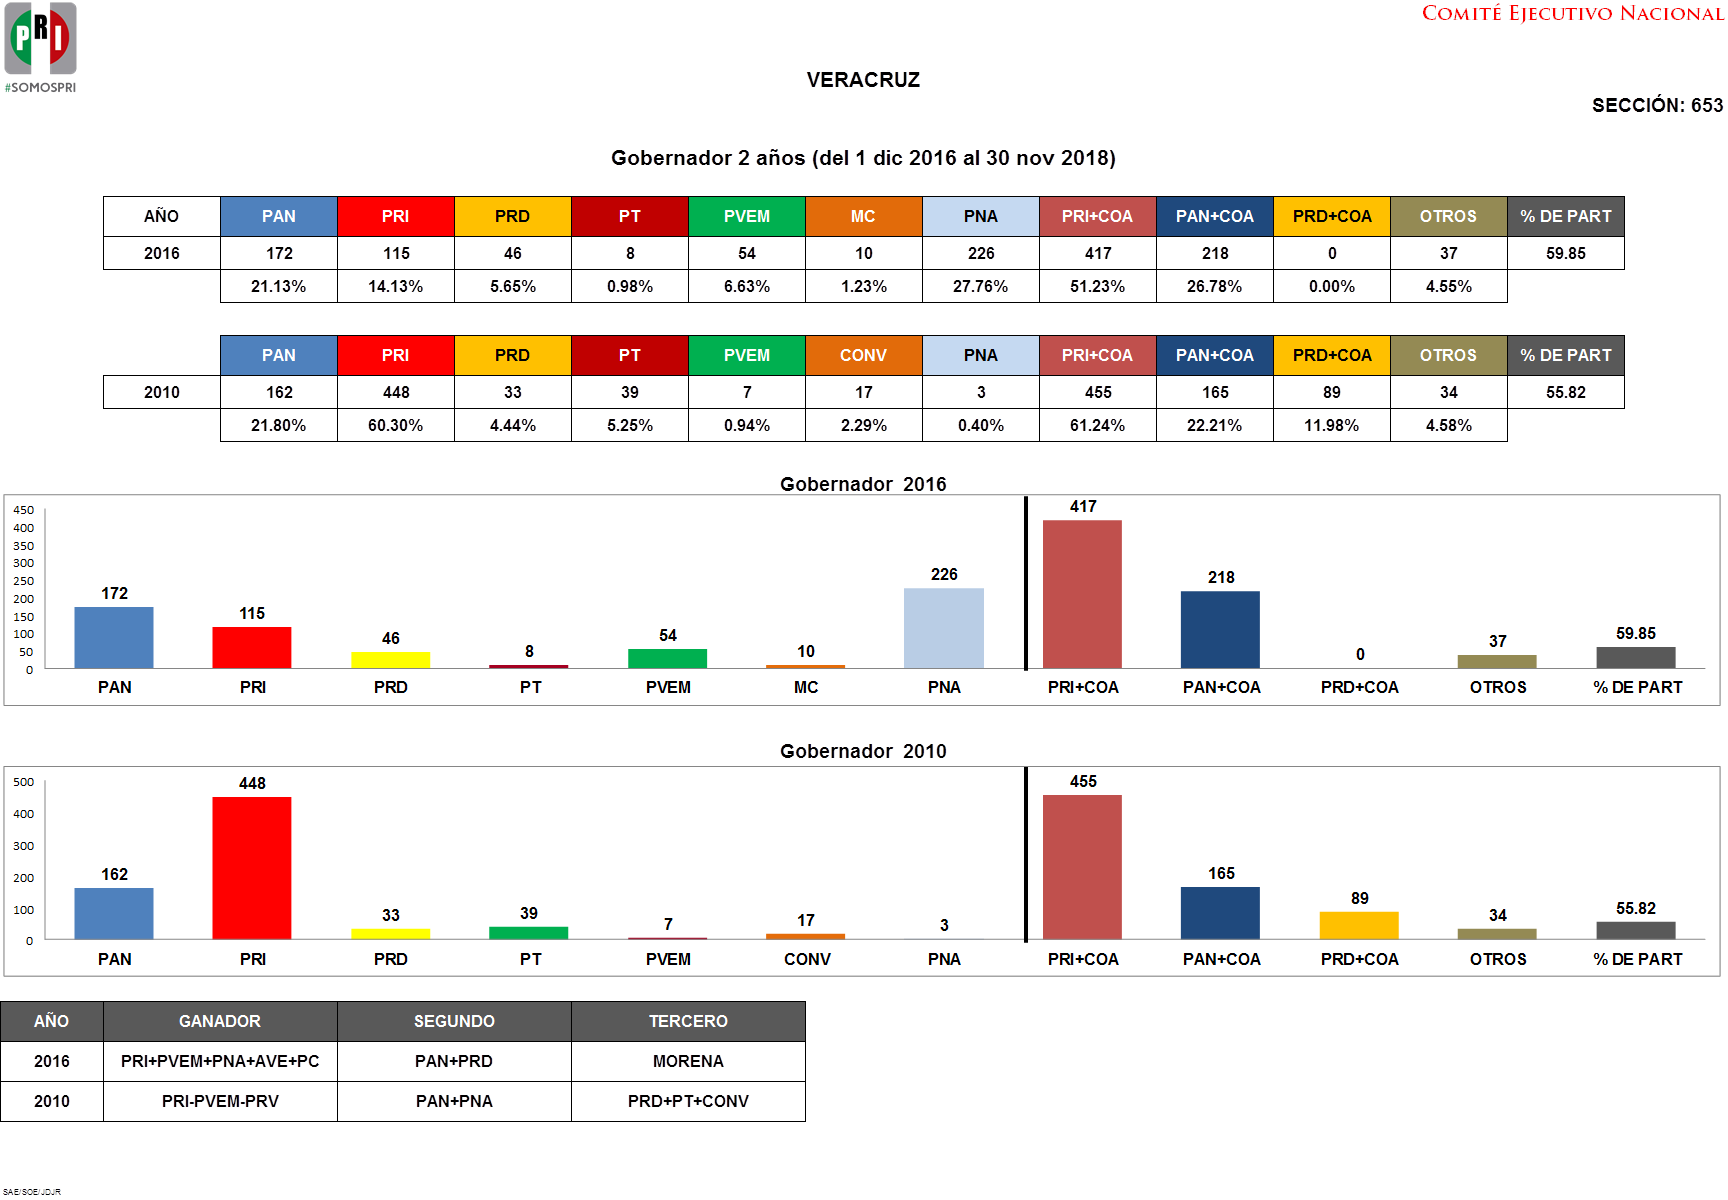 COMITÉ EJECUTIVO NACIONAL
PRI
#SOMOSPRI
VERACRUZ
SECCIÓN: 653
Gobernador 2 años (del 1 dic 2016 al 30 nov 2018)
AÑO PAN PRI PRD PT PVEM MC PNA PRI+COA PAN+COA PRD+COA OTROS % DE PART
2016 172 115 46 8 54 10 226 417 218 0 37 59.85
21.13% 14.13% 5.65% 0.98% 6.63% 1.23% 27.76% 51.23% 26.78% 0.00% 4.55%
PAN PRI PRD PT PVEM CONV PNA PRI+COA PAN+COA PRD+COA OTROS % DE PART
2010 162 448 33 39 7 17 3 455 165 89 34 55.82
21.80% 60.30% 4.44% 5.25% 0.94% 2.29% 0.40% 61.24% 22.21% 11.98% 4.58%
Gobernador 2016
450
400
350
300
250
200
150
100
50
0
172 115 46 8 54 10 226 417 218 0 37 59.85
PAN PRI PRD PT PVEM MC PNA PRI+COA PAN+COA PRD+COA OTROS % DE PART
Gobernador 2010
500
400
300
200
100
0
162 448 33 39 7 17 3 455 165 89 34 55.82
PAN PRI PRD PT PVEM CONV PNA PRI+COA PAN+COA PRD+COA OTROS % DE PART
AÑO GANADOR SEGUNDO TERCERO
2016 PRI+PVEM+PNA+AVE+PC PAN+PRD MORENA
2010 PRI-PVEM-PRV PAN+PNA PRD+PT+CONV
SAE/SOE/JDJR